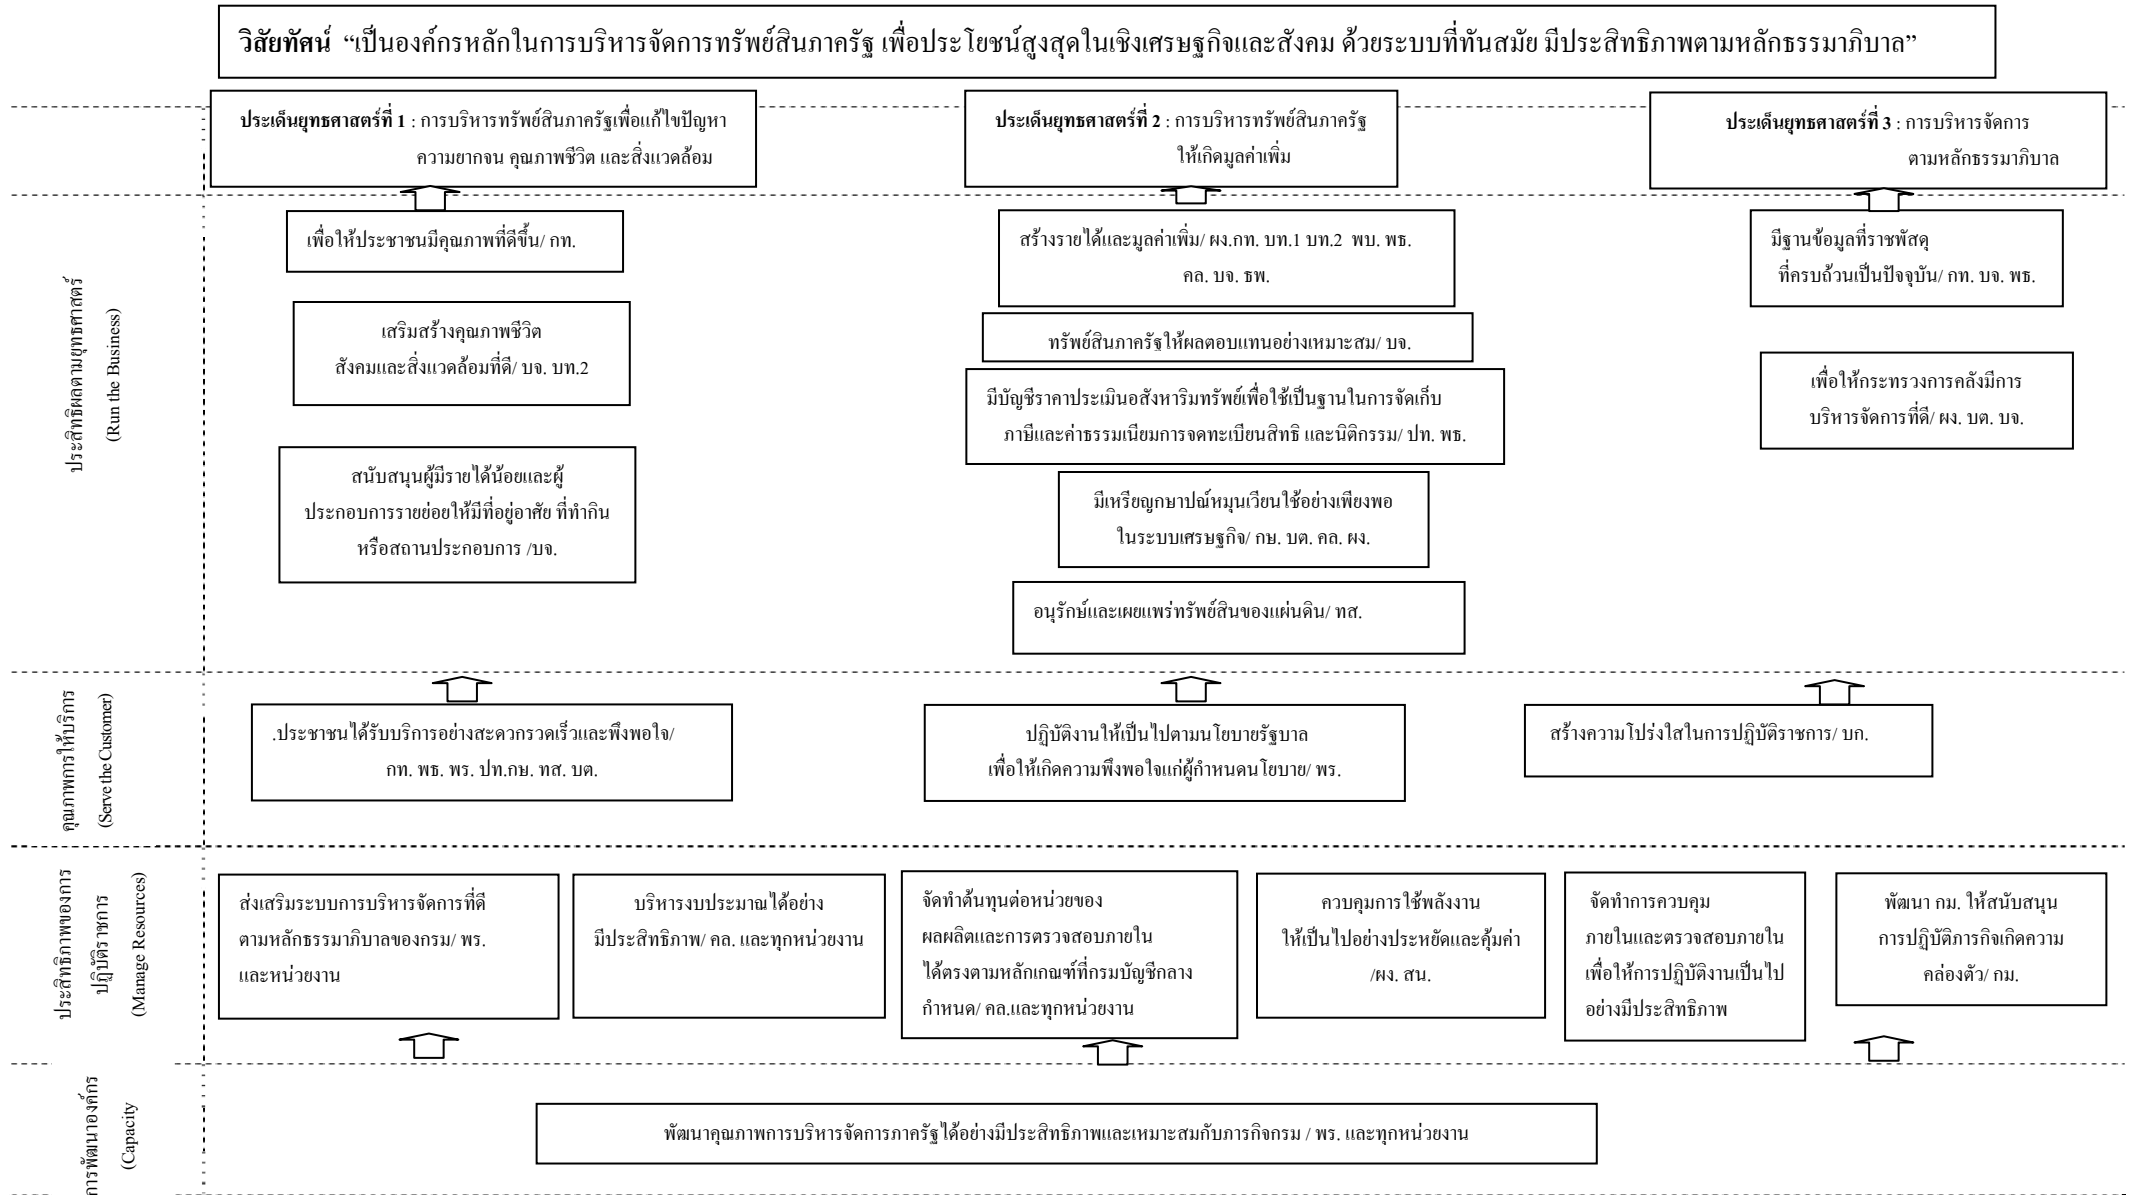 วิสัยทัศน์ “เป็นองค์กรหลักในการบริหารจัดการทรัพย์สินภาครัฐ เพื่อประโยชน์สูงสุดในเชิงเศรษฐกิจและสังคม ด้วยระบบที่ทันสมัย มีประสิทธิภาพตามหลักธรรมาภิบาล”
ประเด็นยุทธศาสตร์ที่ 1 : การบริหารทรัพย์สินภาครัฐเพื่อแก้ไขปัญหา
ความยากจน คุณภาพชีวิต และสิ่งแวดล้อม
ประเด็นยุทธศาสตร์ที่ 2 : การบริหารทรัพย์สินภาครัฐ
ให้เกิดมูลค่าเพิ่ม
ประเด็นยุทธศาสตร์ที่ 3 : การบริหารจัดการ
ตามหลักธรรมาภิบาล
ประสิทธิผลตามยุทธศาสตร์
(Run the Business)
เพื่อให้ประชาชนมีคุณภาพที่ดีขึ้น/ กท.
เสริมสร้างคุณภาพชีวิต
สังคมและสิ่งแวดล้อมที่ดี/ บจ. บท.2
สนับสนุนผู้มีรายได้น้อยและผู้
ประกอบการรายย่อยให้มีที่อยู่อาศัย ที่ทำกิน
หรือสถานประกอบการ /บจ.
สร้างรายได้และมูลค่าเพิ่ม/ ผง.กท. บท.1 บท.2 พบ. พธ.
คล. บจ. ธพ.
ทรัพย์สินภาครัฐให้ผลตอบแทนอย่างเหมาะสม/ บจ.
มีบัญชีราคาประเมินอสังหาริมทรัพย์เพื่อใช้เป็นฐานในการจัดเก็บ
ภาษีและค่าธรรมเนียมการจดทะเบียนสิทธิ และนิติกรรม/ ปท. พธ.
มีเหรียญกษาปณ์หมุนเวียนใช้อย่างเพียงพอ
ในระบบเศรษฐกิจ/ กษ. บต. คล. ผง.
อนุรักษ์และเผยแพร่ทรัพย์สินของแผ่นดิน/ ทส.
มีฐานข้อมูลที่ราชพัสดุ
ที่ครบถ้วนเป็นปัจจุบัน/ กท. บจ. พธ.
เพื่อให้กระทรวงการคลังมีการ
บริหารจัดการที่ดี/ ผง. บต. บจ.
คุณภาพการให้บริการ
(Serve the Customer)
.ประชาชนได้รับบริการอย่างสะดวกรวดเร็วและพึงพอใจ/
กท. พธ. พร. ปท.กษ. ทส. บต.
ปฏิบัติงานให้เป็นไปตามนโยบายรัฐบาล
เพื่อให้เกิดความพึงพอใจแก่ผู้กำหนดนโยบาย/ พร.
สร้างความโปร่งใสในการปฏิบัติราชการ/ บก.
ประสิทธิภาพของการ
ปฏิบัติราชการ
(Manage Resources)
ส่งเสริมระบบการบริหารจัดการที่ดี
ตามหลักธรรมาภิบาลของกรม/ พร.
และหน่วยงาน
บริหารงบประมาณได้อย่าง
มีประสิทธิภาพ/ คล. และทุกหน่วยงาน
จัดทำต้นทุนต่อหน่วยของ
ผลผลิตและการตรวจสอบภายใน
ได้ตรงตามหลักเกณฑ์ที่กรมบัญชีกลาง
กำหนด/ คล.และทุกหน่วยงาน
ควบคุมการใช้พลังงาน
ให้เป็นไปอย่างประหยัดและคุ้มค่า
/ผง. สน.
จัดทำการควบคุม
ภายในและตรวจสอบภายใน
เพื่อให้การปฏิบัติงานเป็นไป
อย่างมีประสิทธิภาพ
พัฒนา กม. ให้สนับสนุน
การปฏิบัติภารกิจเกิดความ
คล่องตัว/ กม.
การพัฒนาองค์กร
(Capacity
พัฒนาคุณภาพการบริหารจัดการภาครัฐได้อย่างมีประสิทธิภาพและเหมาะสมกับภารกิจกรม / พร. และทุกหน่วยงาน